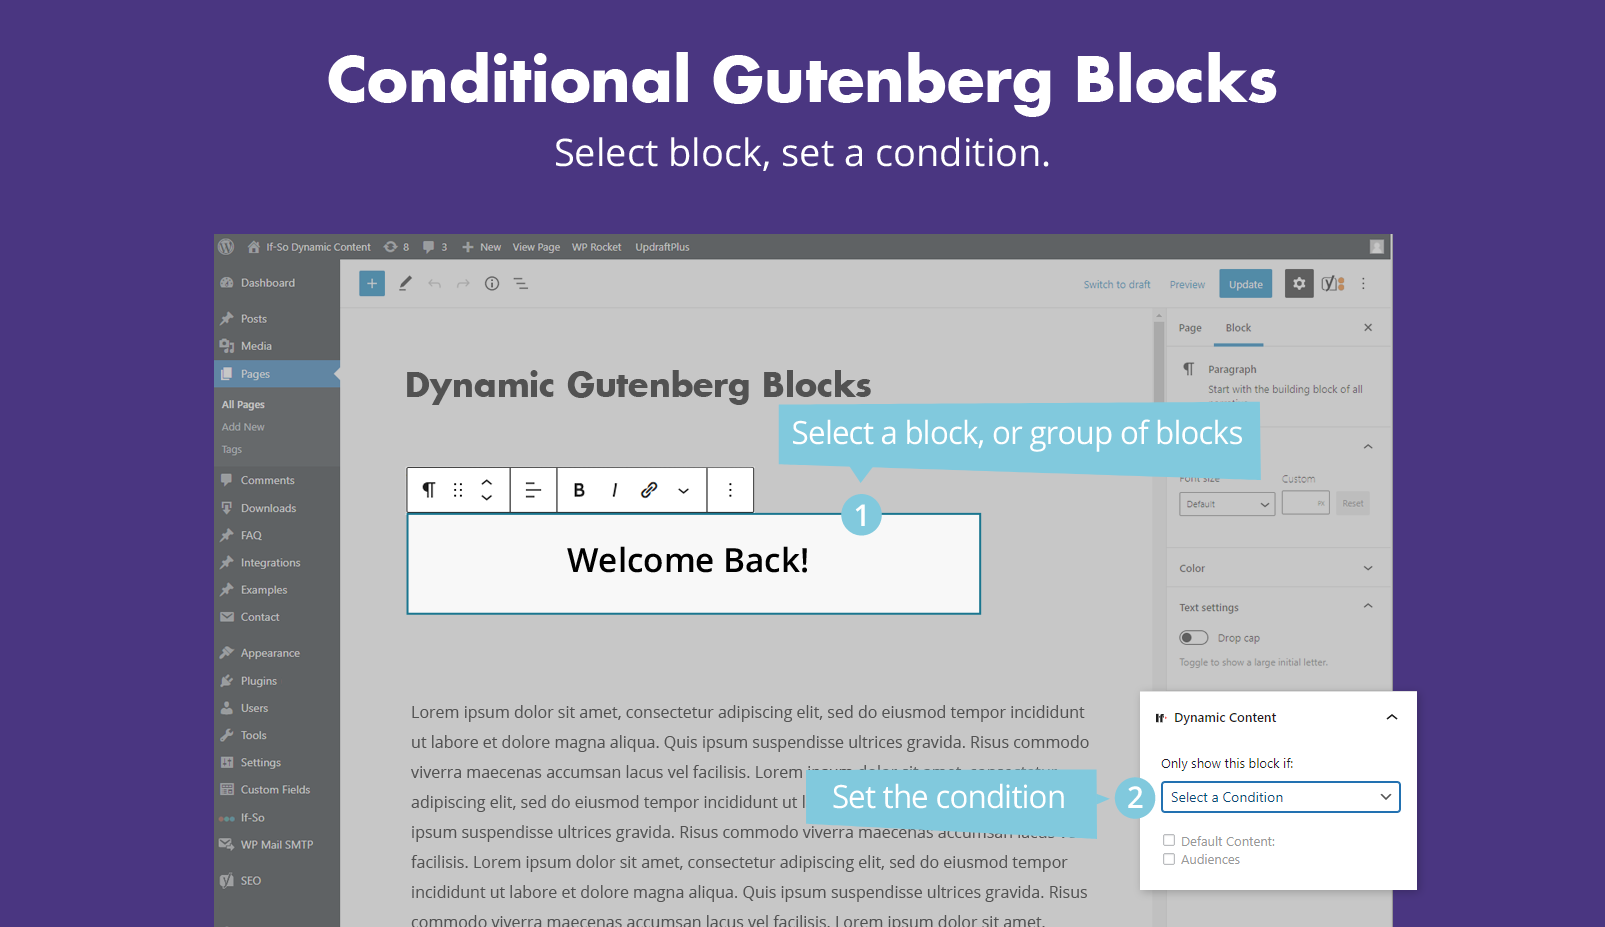 Conditional Gutenberg Blocks
Select block, set a condition.
If-So Dynamic Content 8 3 New View Page WP Rocket UpdraftPlus
Dashboard
Posts
Media
Pages
All Pages
Add New
Tags
Comments
Downloads
FAQ
Integrations
Examples
Contact
Appearance
Plugins
Users
Tools
Settings
Custom Fields
If-So
WP Mail SMTP
SEO
Switch to draft Preview Update
Dynamic Gutenberg Blocks
Select a block, or group of blocks
1
B I
Welcome Back!
Lorem ipsum dolor sit amet, consectetur adipiscing elit, sed do eiusmod tempor incididunt
ut labore et dolore magna aliqua. Quis ipsum suspendisse ultrices gravida. Risus commodo
viverra maecenas accumsan lacus vel facilisis. Lorem ipsum dolor sit amet, consectetur
adipiscing elit, sed do eiusmod tempor incididunt ut l
ipsum suspendisse ultrices gravida. Risus commodo viverra maecenas accumsan lacus v
facilisis. Lorem ipsum dolor sit amet, consectetur adipiscing elit, sed do eiusmod tempor
incididunt ut labore et dolore magna aliqua. Quis ipsum suspendisse ultrices gravida. Risus
commodo viverra maecenas accumsan lacus vel facilisis. Lorem ipsum dolor sit amet,
Set the condition
2
Page Block
Paragraph
Start with the building block of all
Font size Custom
Default PX Reset
Color
Text settings
Drop cap
Toggle to show a large initial letter.
If Dynamic Content
Only show this block if:
Select a Condition
Default Content:
Audiences